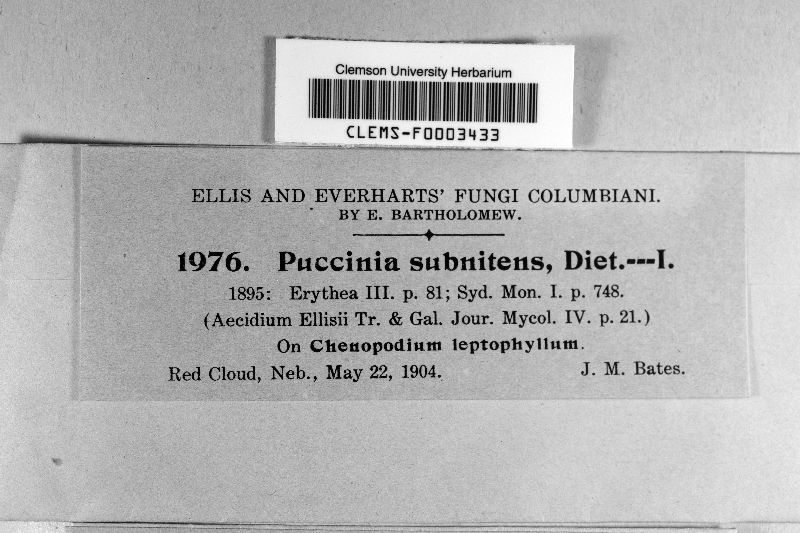 Clemson University Herbarium
CLEMS-F0003433
ELLIS AND EVERHARTS' FUNGI COLUMBIANI.
BY E. BARTHOLOMEW.
1976. Puccinia subnitens, Diet.---I.
1895: Erythea III. p. 81; Syd. Mon. I. p. 748.
(Aecidium Ellisii Tr. & Gal. Jour. Mycol. IV. p. 21.)
On Chenopodium leptophyllum.
Red Cloud, Neb., May 22, 1904. J. M. Bates.